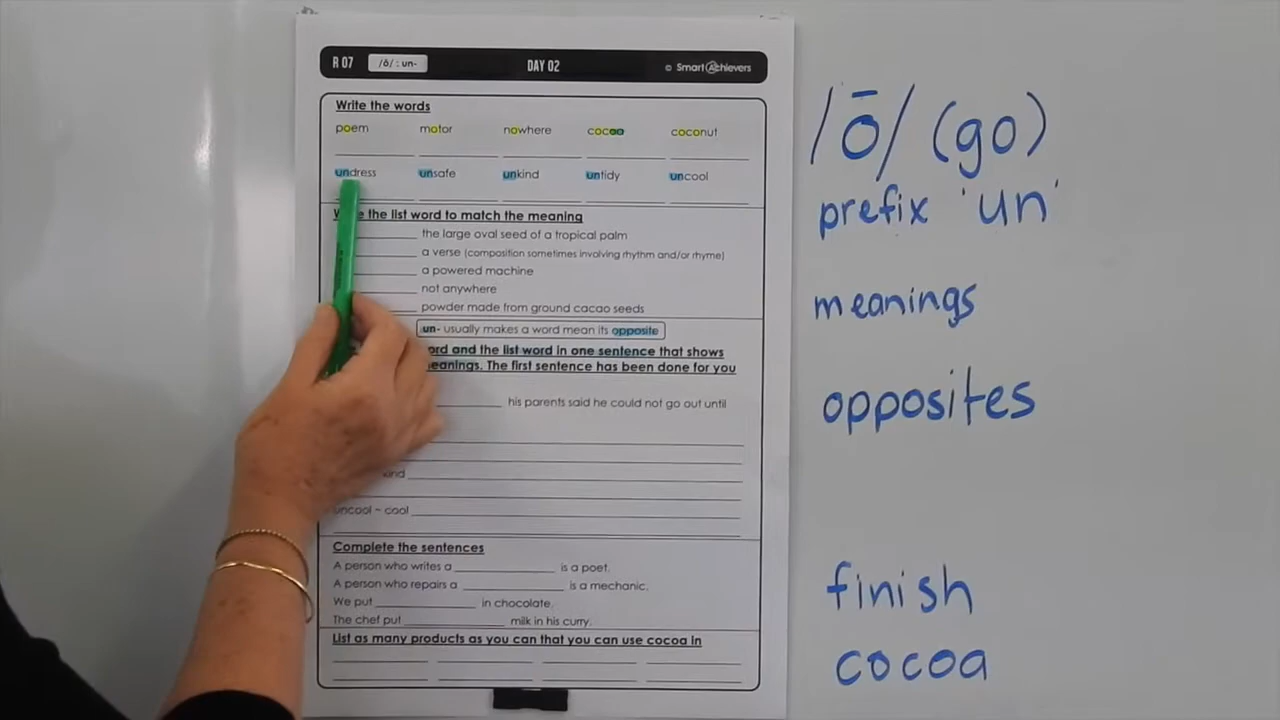 R 07 /ō/ : un- DAY 02 © SmartAchievers
Write the words
poem motor nowhere cocoa coconut
undress unsafe unkind untidy uncool
the list word to match the meaning
the large oval seed of a tropical palm
a verse (composition sometimes involving rhythm and/or rhyme)
a powered machine
not anywhere
powder made from ground cacao seeds
un- usually makes a word mean its opposite
and the list word in one sentence that shows
The first sentence has been done for you
his parents said he could not go out until
uncool – cool
Complete the sentences
A person who writes a is a poet.
A person who repairs a is a mechanic.
We put in chocolate.
The chef put milk in his curry.
List as many products as you can that you can use cocoa in
/ō/ (go)
prefix 'un'
meanings
opposites
finish
cocoa